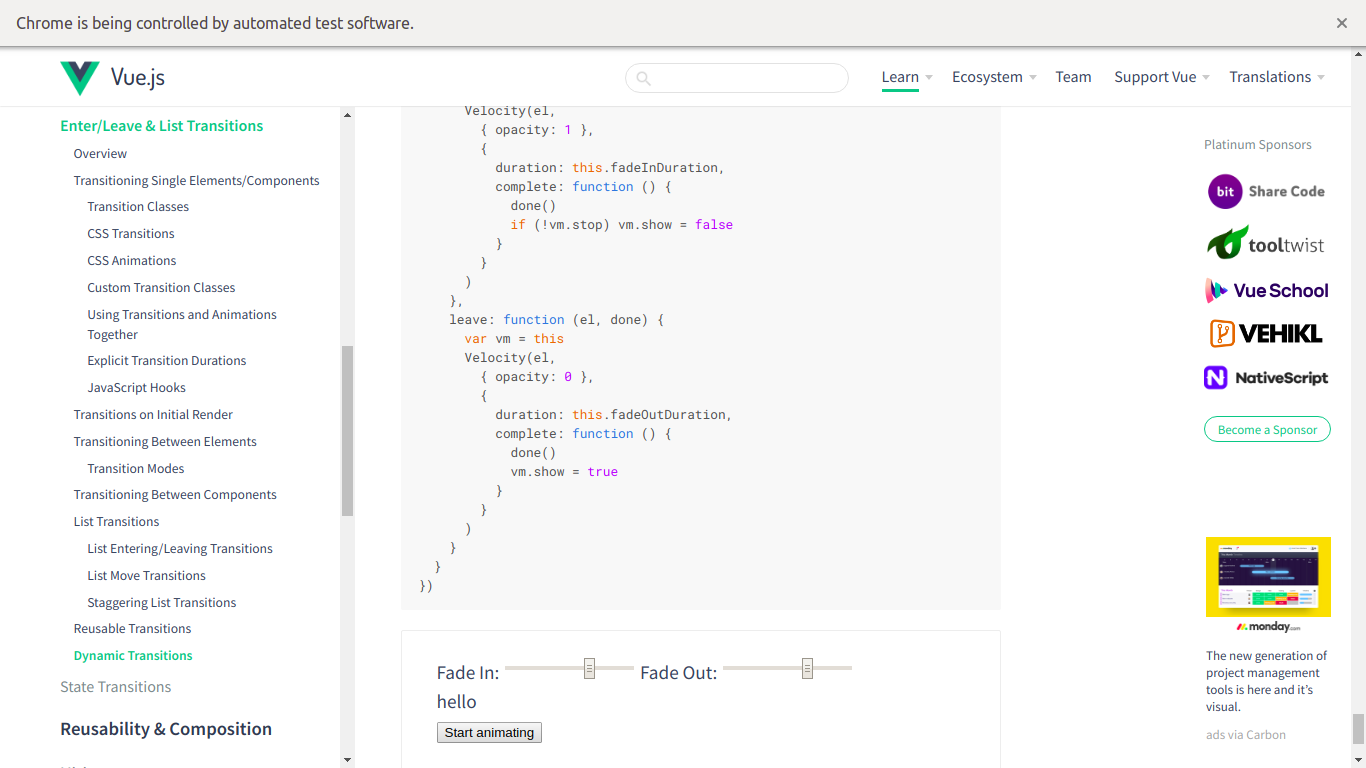 Chrome is being controlled by automated test software.
Vue.js
Learn
Ecosystem
Team
Support Vue
Translations
Enter/Leave & List Transitions
Overview
Transitioning Single Elements/Components
Transition Classes
CSS Transitions
CSS Animations
Custom Transition Classes
Using Transitions and Animations
Together
Explicit Transition Durations
JavaScript Hooks
Transitions on Initial Render
Transitioning Between Elements
Transition Modes
Transitioning Between Components
List Transitions
List Entering/Leaving Transitions
List Move Transitions
Staggering List Transitions
Reusable Transitions
Dynamic Transitions
State Transitions
Reusability & Composition
Velocity(el,
{ opacity: 1 },
{
duration: this.fadeInDuration,
complete: function () {
done()
if (!vm.stop) vm.show = false
}
}
)
},
leave: function (el, done) {
var vm = this
Velocity(el,
{ opacity: 0 },
{
duration: this.fadeOutDuration,
complete: function () {
done()
vm.show = true
}
}
)
}
}
})
Fade In:
Fade Out:
hello
Start animating
Platinum Sponsors
bit Share Code
tooltwist
Vue School
VEHIKL
NativeScript
Become a Sponsor
monday.com
The new generation of
project management
tools is here and it's
visual.
ads via Carbon